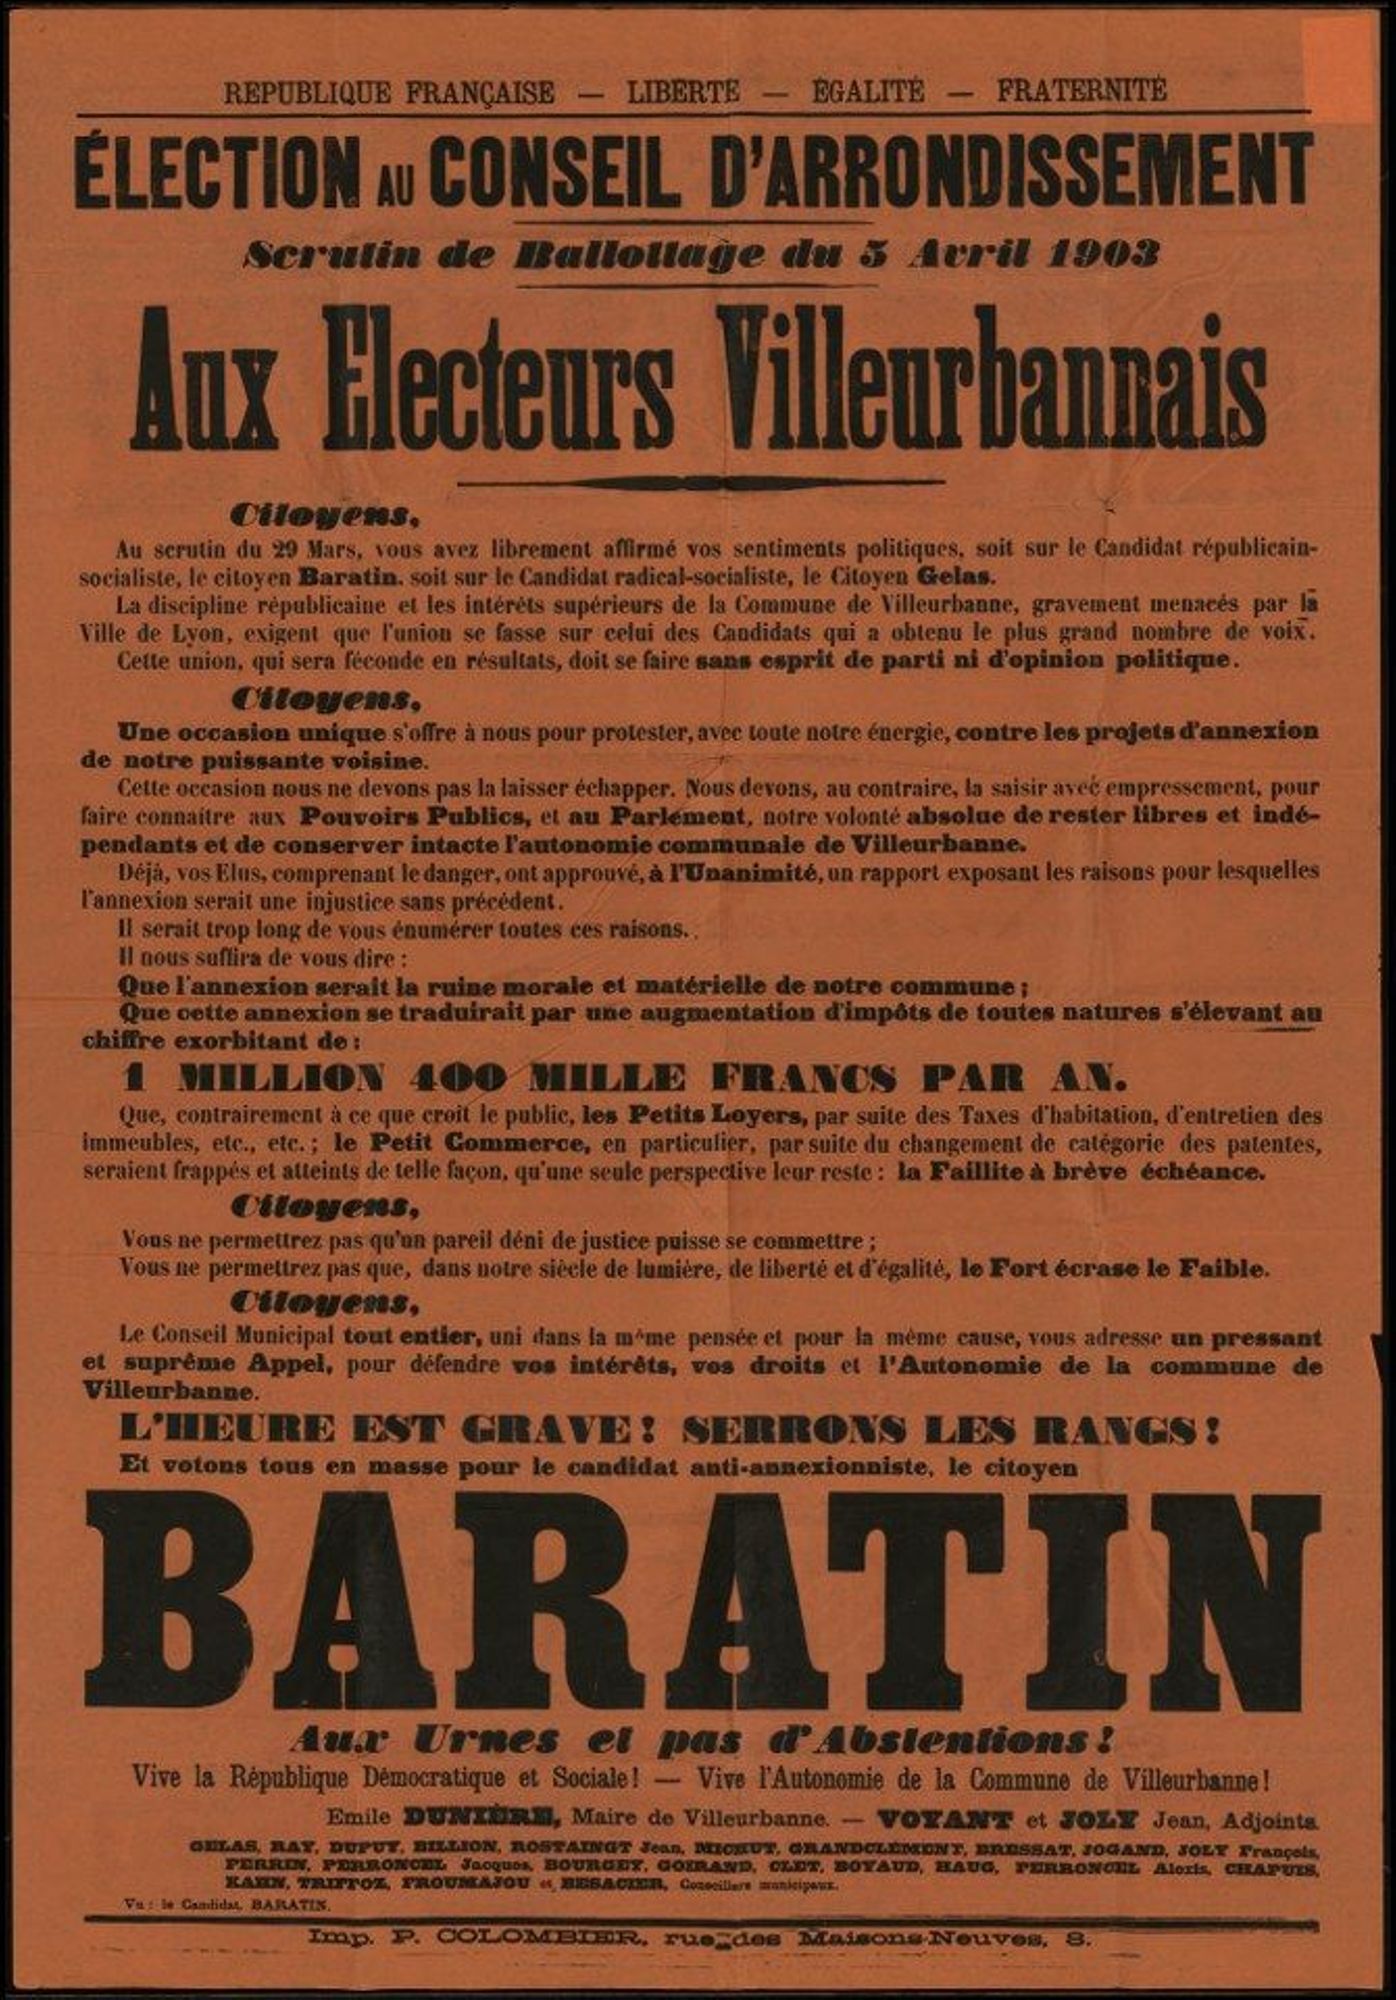 REPUBLIQUE FRANÇAISE — LIBERTÉ — ÉGALITÉ — FRATERNITÉ
ÉLECTION AU CONSEIL D'ARRONDISSEMENT
Scrutin de Ballottage du 5 Avril 1903
Aux Electeurs Villeurbannais
Citoyens,
Au scrutin du 29 Mars, vous avez librement affirmé vos sentiments politiques, soit sur le Candidat républicain-
socialiste, le citoyen Baratin, soit sur le Candidat radical-socialiste, le Citoyen Gelas.
La discipline républicaine et les intérêts supérieurs de la Commune de Villeurbanne, gravement menacés par la
Ville de Lyon, exigent que l'union se fasse sur celui des Candidats qui a obtenu le plus grand nombre de voix.
Cette union, qui sera féconde en résultats, doit se faire sans esprit de parti ni d'opinion politique.
Citoyens,
Une occasion unique s'offre à nous pour protester, avec toute notre énergie, contre les projets d'annexion
de notre puissante voisine.
Cette occasion nous ne devons pas la laisser échapper. Nous devons, au contraire, la saisir avec empressement, pour
faire connaître aux Pouvoirs Publics, et au Parlement, notre volonté absolue de rester libres et indé-
pendants et de conserver intacte l'autonomie communale de Villeurbanne.
Déjà, vos Elus, comprenant le danger, ont approuvé, à l'Unanimité, un rapport exposant les raisons pour lesquelles
l'annexion serait une injustice sans précédent.
Il serait trop long de vous énumérer toutes ces raisons.
Il nous suffira de vous dire :
Que l'annexion serait la ruine morale et matérielle de notre commune ;
Que cette annexion se traduirait par une augmentation d'impôts de toutes natures s'élevant au
chiffre exorbitant de :
1 MILLION 400 MILLE FRANCS PAR AN.
Que, contrairement à ce que croit le public, les Petits Loyers, par suite des Taxes d'habitation, d'entretien des
immeubles, etc., etc. ; le Petit Commerce, en particulier, par suite du changement de catégorie des patentes,
seraient frappés et atteints de telle façon, qu'une seule perspective leur reste : la Faillite à brève échéance.
Citoyens,
Vous ne permettrez pas qu'un pareil déni de justice puisse se commettre ;
Vous ne permettrez pas que, dans notre siècle de lumière, de liberté et d'égalité, le Fort écrase le Faible.
Citoyens,
Le Conseil Municipal tout entier, uni dans la même pensée et pour la même cause, vous adresse un pressant
et suprême Appel, pour défendre vos intérêts, vos droits et l'Autonomie de la commune de
Villeurbanne.
L'HEURE EST GRAVE ! SERRONS LES RANGS !
Et votons tous en masse pour le candidat anti-annexionniste, le citoyen
BARATIN
Aux Urnes et pas d'Abstentions !
Vive la République Démocratique et Sociale ! — Vive l'Autonomie de la Commune de Villeurbanne !
Emile DUNIÈRE, Maire de Villeurbanne. — VOYANT et JOLY Jean, Adjoints.
GELAS, RAY, DUPUY, BILLION, ROSTAINGT Jean, MICHUT, GRANDCLÉMENT, BRESSAT, JOGAND, JOLY François,
PERRIN, PERRONCEL Jacques, BOURGEY, GOIRAND, CLET, BOYAUD, HAUG, PERRONCEL Alexis, CHAPUIS,
KAHN, TRIFFOZ, FROUMAJOU et BESACIER, Conseillers municipaux.
Vu : le Candidat, BARATIN.
Imp. P. COLOMBIER, rue des Maisons-Neuves, 8.